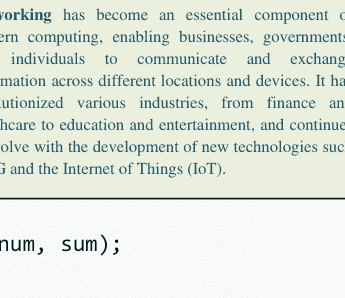 working has become an essential component o
ern computing, enabling businesses, governments
individuals to communicate and exchang
mation across different locations and devices. It ha
utionized various industries, from finance an
hcare to education and entertainment, and continue
volve with the development of new technologies suc
G and the Internet of Things (IoT).
num, sum);